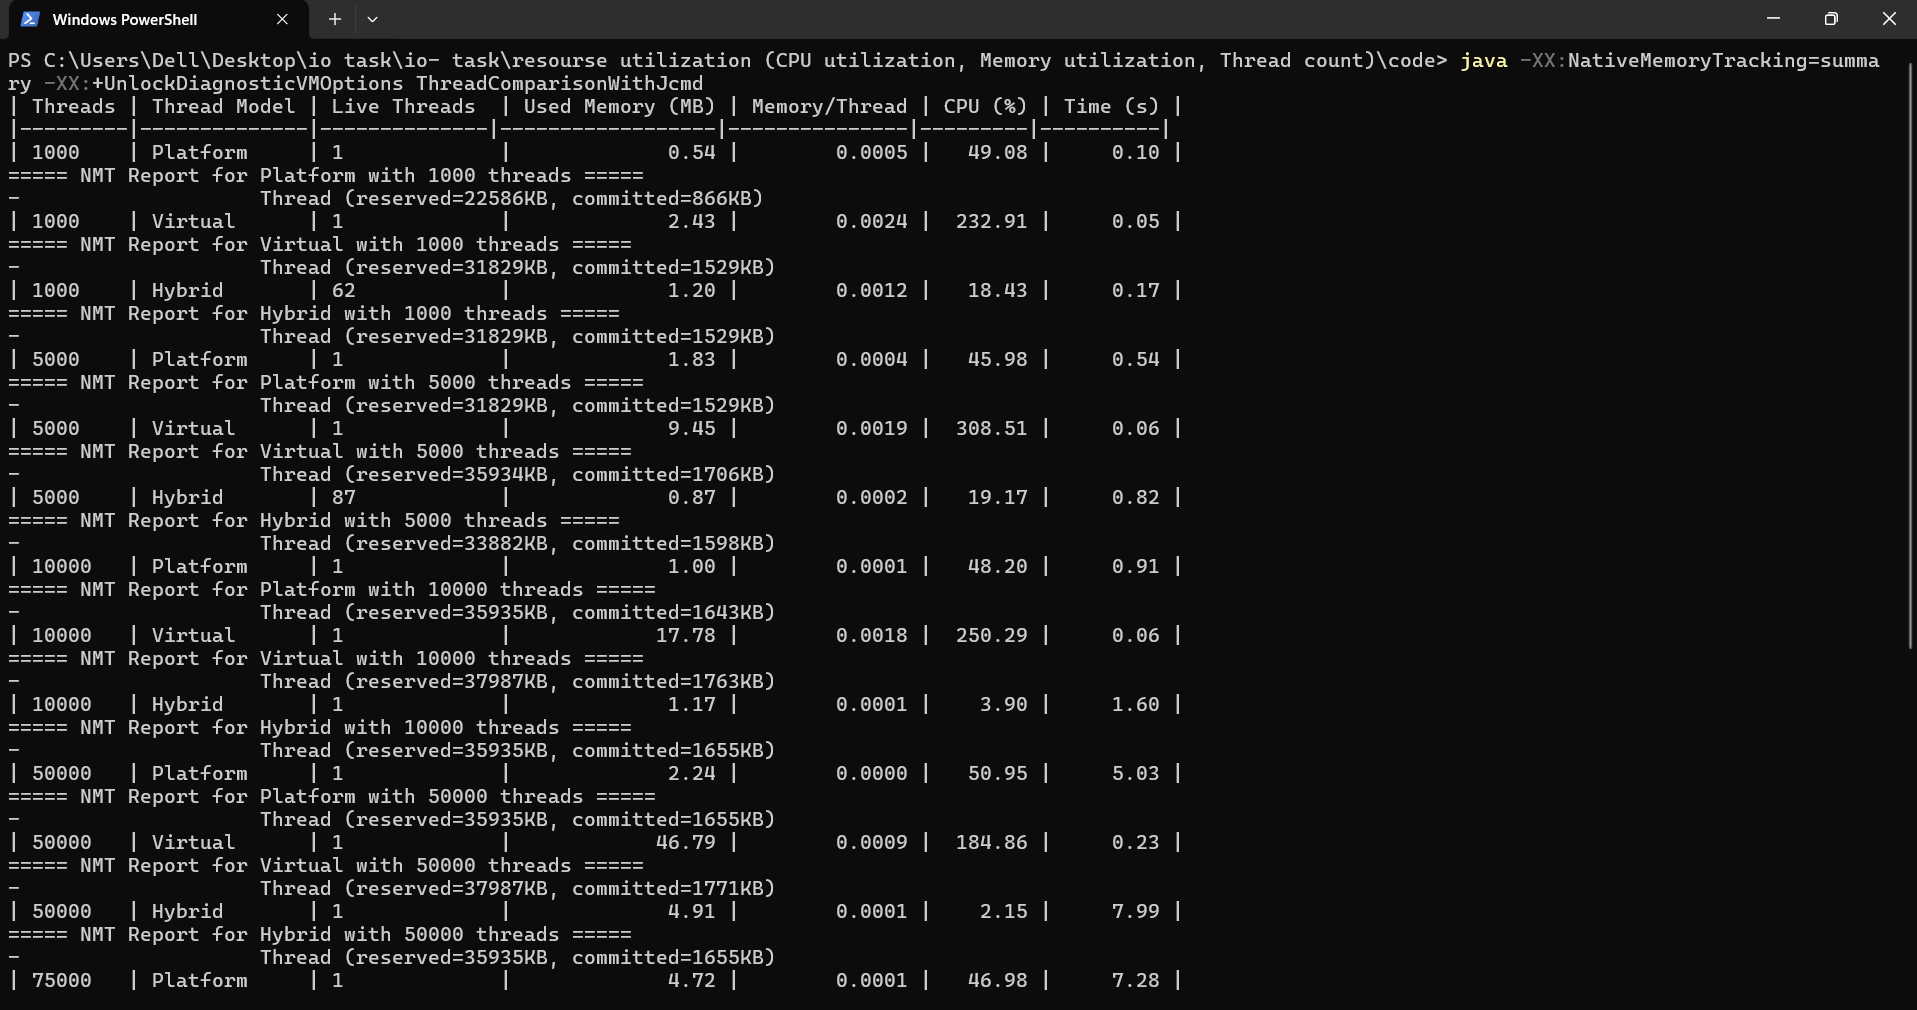 Windows PowerShell
PS C:\Users\Dell\Desktop\io task\io- task\resourse utilization (CPU utilization, Memory utilization, Thread count)\code> java -XX:NativeMemoryTracking=summa
ry -XX:+UnlockDiagnosticVMOptions ThreadComparisonWithJcmd
| Threads | Thread Model | Live Threads  | Used Memory (MB) | Memory/Thread | CPU (%) | Time (s) |
|---------|--------------|--------------|------------------|---------------|---------|----------|
| 1000    | Platform     | 1             |             0.54 |        0.0005 |   49.08 |     0.10 |
===== NMT Report for Platform with 1000 threads =====
-                    Thread (reserved=22586KB, committed=866KB)
| 1000    | Virtual      | 1             |             2.43 |        0.0024 |  232.91 |     0.05 |
===== NMT Report for Virtual with 1000 threads =====
-                    Thread (reserved=31829KB, committed=1529KB)
| 1000    | Hybrid       | 62            |             1.20 |        0.0012 |   18.43 |     0.17 |
===== NMT Report for Hybrid with 1000 threads =====
-                    Thread (reserved=31829KB, committed=1529KB)
| 5000    | Platform     | 1             |             1.83 |        0.0004 |   45.98 |     0.54 |
===== NMT Report for Platform with 5000 threads =====
-                    Thread (reserved=31829KB, committed=1529KB)
| 5000    | Virtual      | 1             |             9.45 |        0.0019 |  308.51 |     0.06 |
===== NMT Report for Virtual with 5000 threads =====
-                    Thread (reserved=35934KB, committed=1706KB)
| 5000    | Hybrid       | 87            |             0.87 |        0.0002 |   19.17 |     0.82 |
===== NMT Report for Hybrid with 5000 threads =====
-                    Thread (reserved=33882KB, committed=1598KB)
| 10000   | Platform     | 1             |             1.00 |        0.0001 |   48.20 |     0.91 |
===== NMT Report for Platform with 10000 threads =====
-                    Thread (reserved=35935KB, committed=1643KB)
| 10000   | Virtual      | 1             |            17.78 |        0.0018 |  250.29 |     0.06 |
===== NMT Report for Virtual with 10000 threads =====
-                    Thread (reserved=37987KB, committed=1763KB)
| 10000   | Hybrid       | 1             |             1.17 |        0.0001 |    3.90 |     1.60 |
===== NMT Report for Hybrid with 10000 threads =====
-                    Thread (reserved=35935KB, committed=1655KB)
| 50000   | Platform     | 1             |             2.24 |        0.0000 |   50.95 |     5.03 |
===== NMT Report for Platform with 50000 threads =====
-                    Thread (reserved=35935KB, committed=1655KB)
| 50000   | Virtual      | 1             |            46.79 |        0.0009 |  184.86 |     0.23 |
===== NMT Report for Virtual with 50000 threads =====
-                    Thread (reserved=37987KB, committed=1771KB)
| 50000   | Hybrid       | 1             |             4.91 |        0.0001 |    2.15 |     7.99 |
===== NMT Report for Hybrid with 50000 threads =====
-                    Thread (reserved=35935KB, committed=1655KB)
| 75000   | Platform     | 1             |             4.72 |        0.0001 |   46.98 |     7.28 |